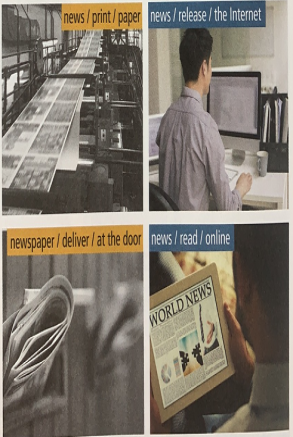 news / print / paper
news / release / the Internet
newspaper / deliver / at the door
news / read / online
WORLD NEWS